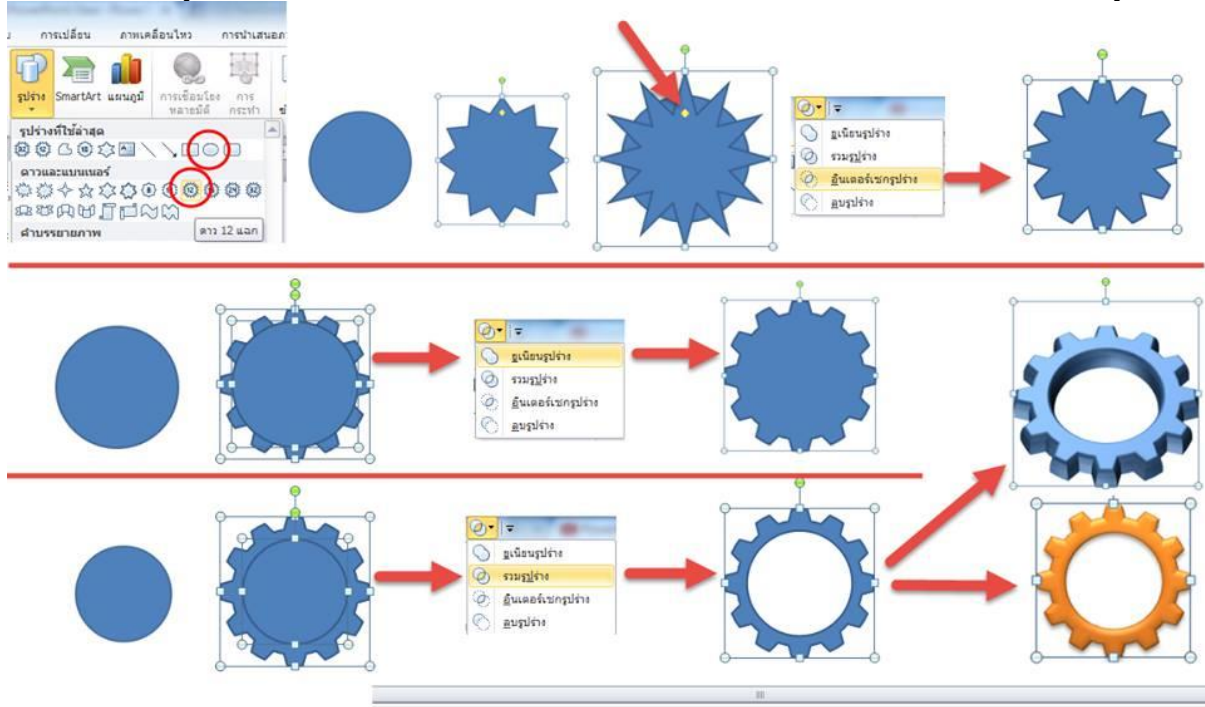 การเปลี่ยน ภาพเคลื่อนไหว การนำเสนอภา
รูปร่าง SmartArt แผนภูมิ การเชื่อมโยงหลายมิติ การกระทำ
รูปร่างที่ใช้ล่าสุด
ดาวและแบนเนอร์
คำบรรยายภาพ
ดาว 12 แฉก
ยูเนียนรูปร่าง
รวมรูปร่าง
อินเตอร์เซกรูปร่าง
ลบรูปร่าง
ยูเนียนรูปร่าง
รวมรูปร่าง
อินเตอร์เซกรูปร่าง
ลบรูปร่าง
ยูเนียนรูปร่าง
รวมรูปร่าง
อินเตอร์เซกรูปร่าง
ลบรูปร่าง